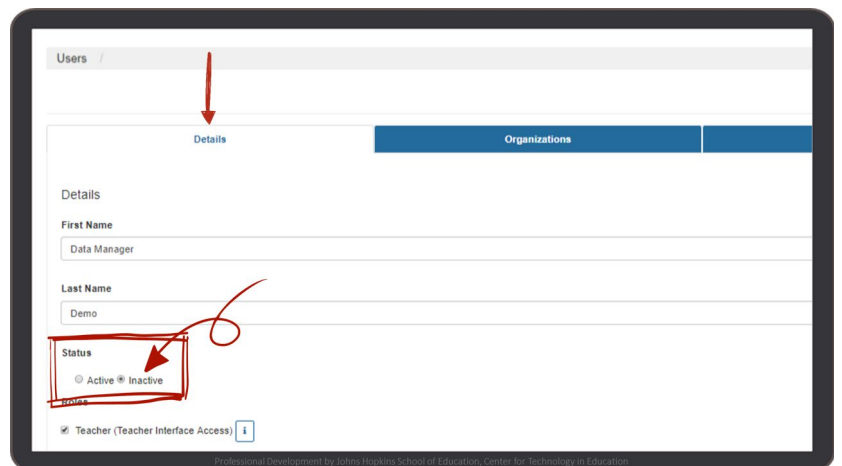 Users /
Details Organizations
Details
First Name
Data Manager
Last Name
Demo
Status
Active Inactive
Roles
Teacher (Teacher Interface Access) i
Professional Development by Johns Hopkins School of Education, Center for Technology in Education